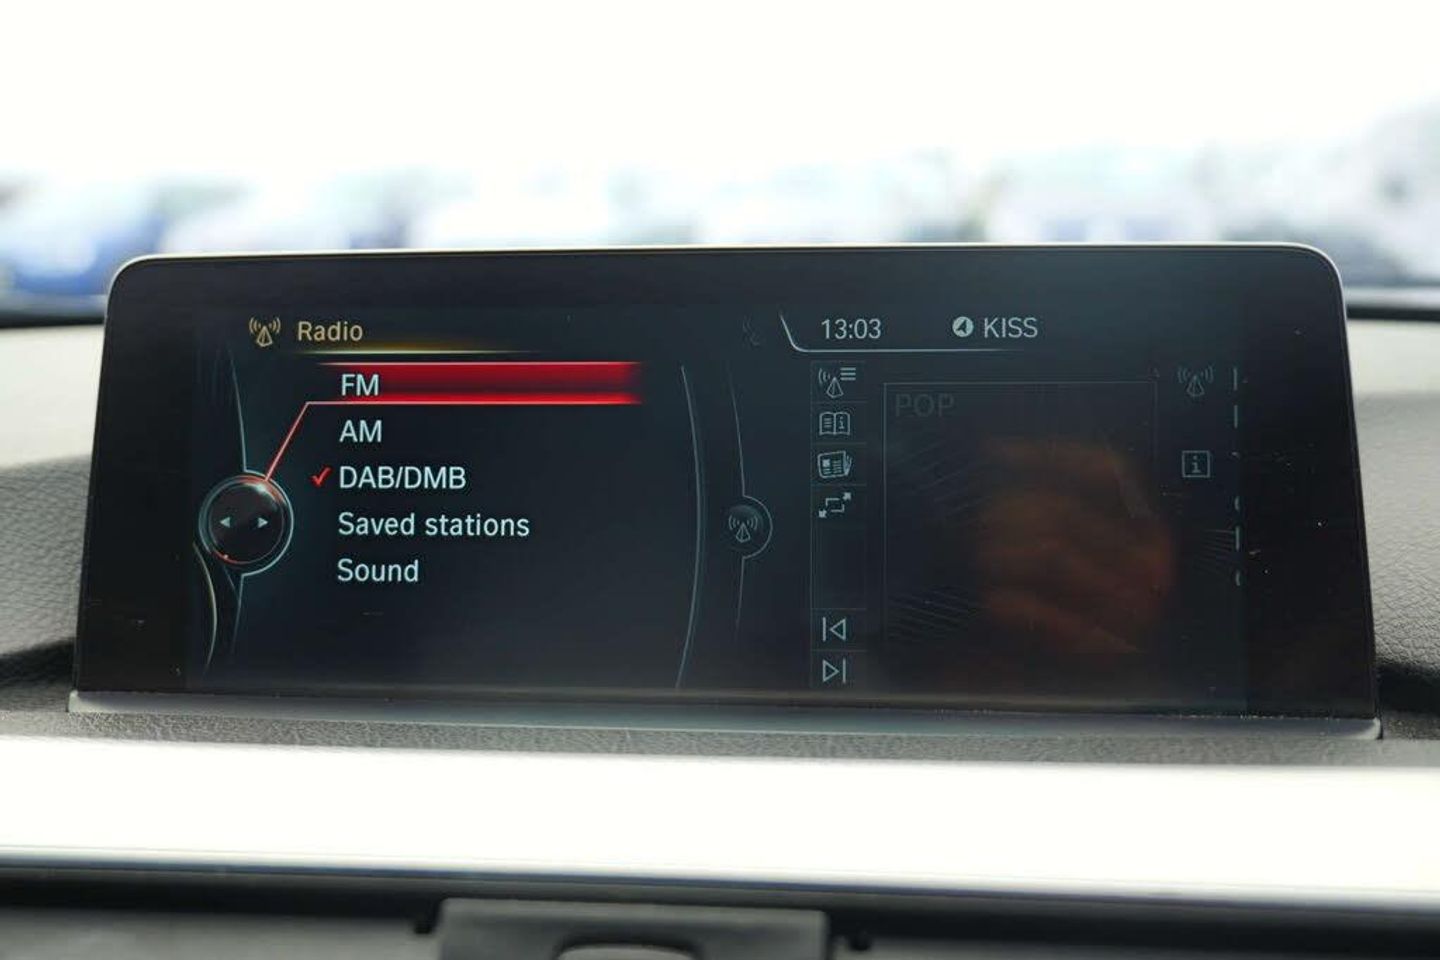 Radio
13:03
KISS
FM
AM
DAB/DMB
Saved stations
Sound
POP